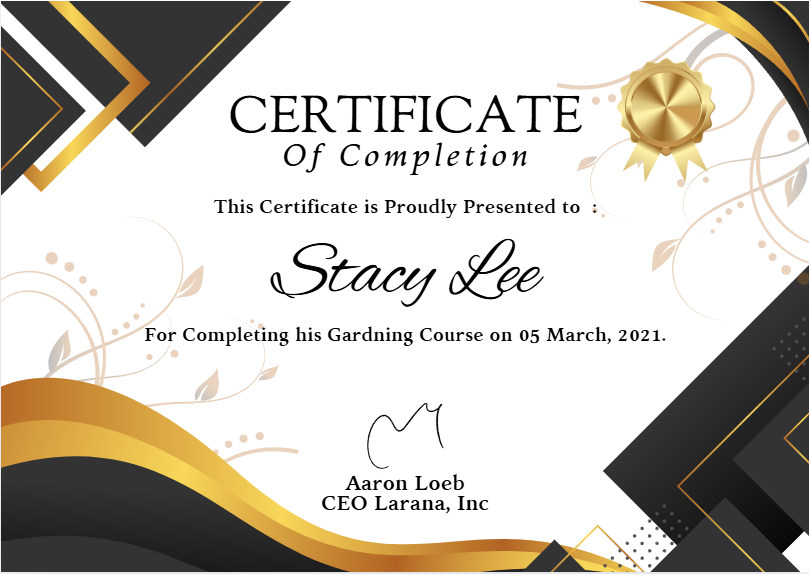 CERTIFICATE
Of Completion
This Certificate is Proudly Presented to :
Stacy Lee
For Completing his Gardning Course on 05 March, 2021.
Aaron Loeb
CEO Larana, Inc